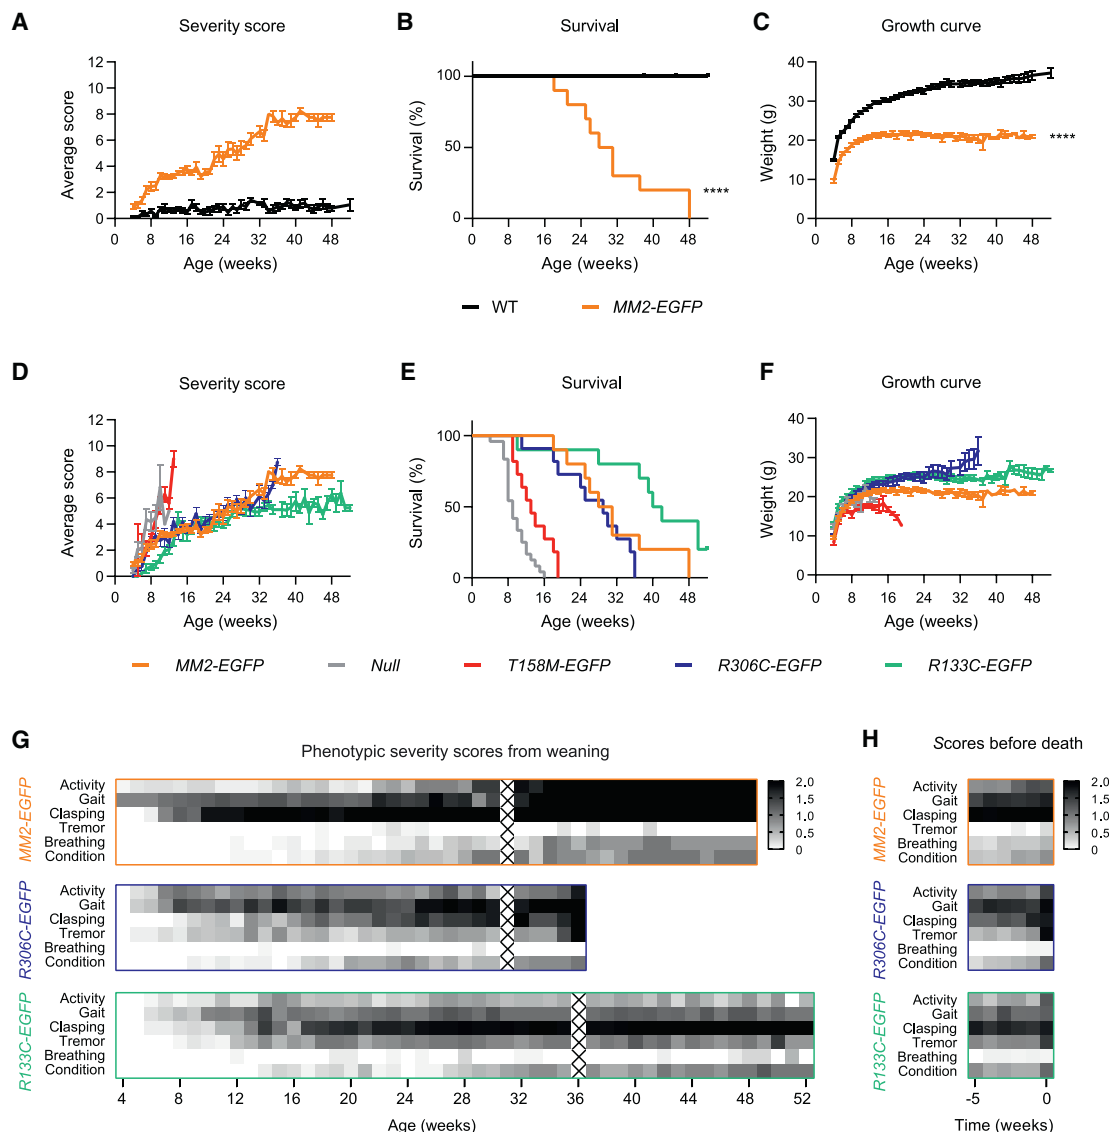 A Severity score
Average score
12
10
8
6
4
2
0
0 8 16 24 32 40 48
Age (weeks)
B Survival
Survival (%)
100
50
0
****
0 8 16 24 32 40 48
Age (weeks)
C Growth curve
Weight (g)
40
30
20
10
0
****
0 8 16 24 32 40 48
Age (weeks)
WT MM2-EGFP
D Severity score
Average score
12
10
8
6
4
2
0
0 8 16 24 32 40 48
Age (weeks)
E Survival
Survival (%)
100
50
0
0 8 16 24 32 40 48
Age (weeks)
F Growth curve
Weight (g)
40
30
20
10
0
0 8 16 24 32 40 48
Age (weeks)
MM2-EGFP Null T158M-EGFP R306C-EGFP R133C-EGFP
G Phenotypic severity scores from weaning
MM2-EGFP
Activity
Gait
Clasping
Tremor
Breathing
Condition
2.0
1.5
1.0
0.5
0
R306C-EGFP
Activity
Gait
Clasping
Tremor
Breathing
Condition
R133C-EGFP
Activity
Gait
Clasping
Tremor
Breathing
Condition
4 8 12 16 20 24 28 32 36 40 44 48 52
Age (weeks)
H Scores before death
MM2-EGFP
Activity
Gait
Clasping
Tremor
Breathing
Condition
2.0
1.5
1.0
0.5
0
R306C-EGFP
Activity
Gait
Clasping
Tremor
Breathing
Condition
R133C-EGFP
Activity
Gait
Clasping
Tremor
Breathing
Condition
-5 0
Time (weeks)